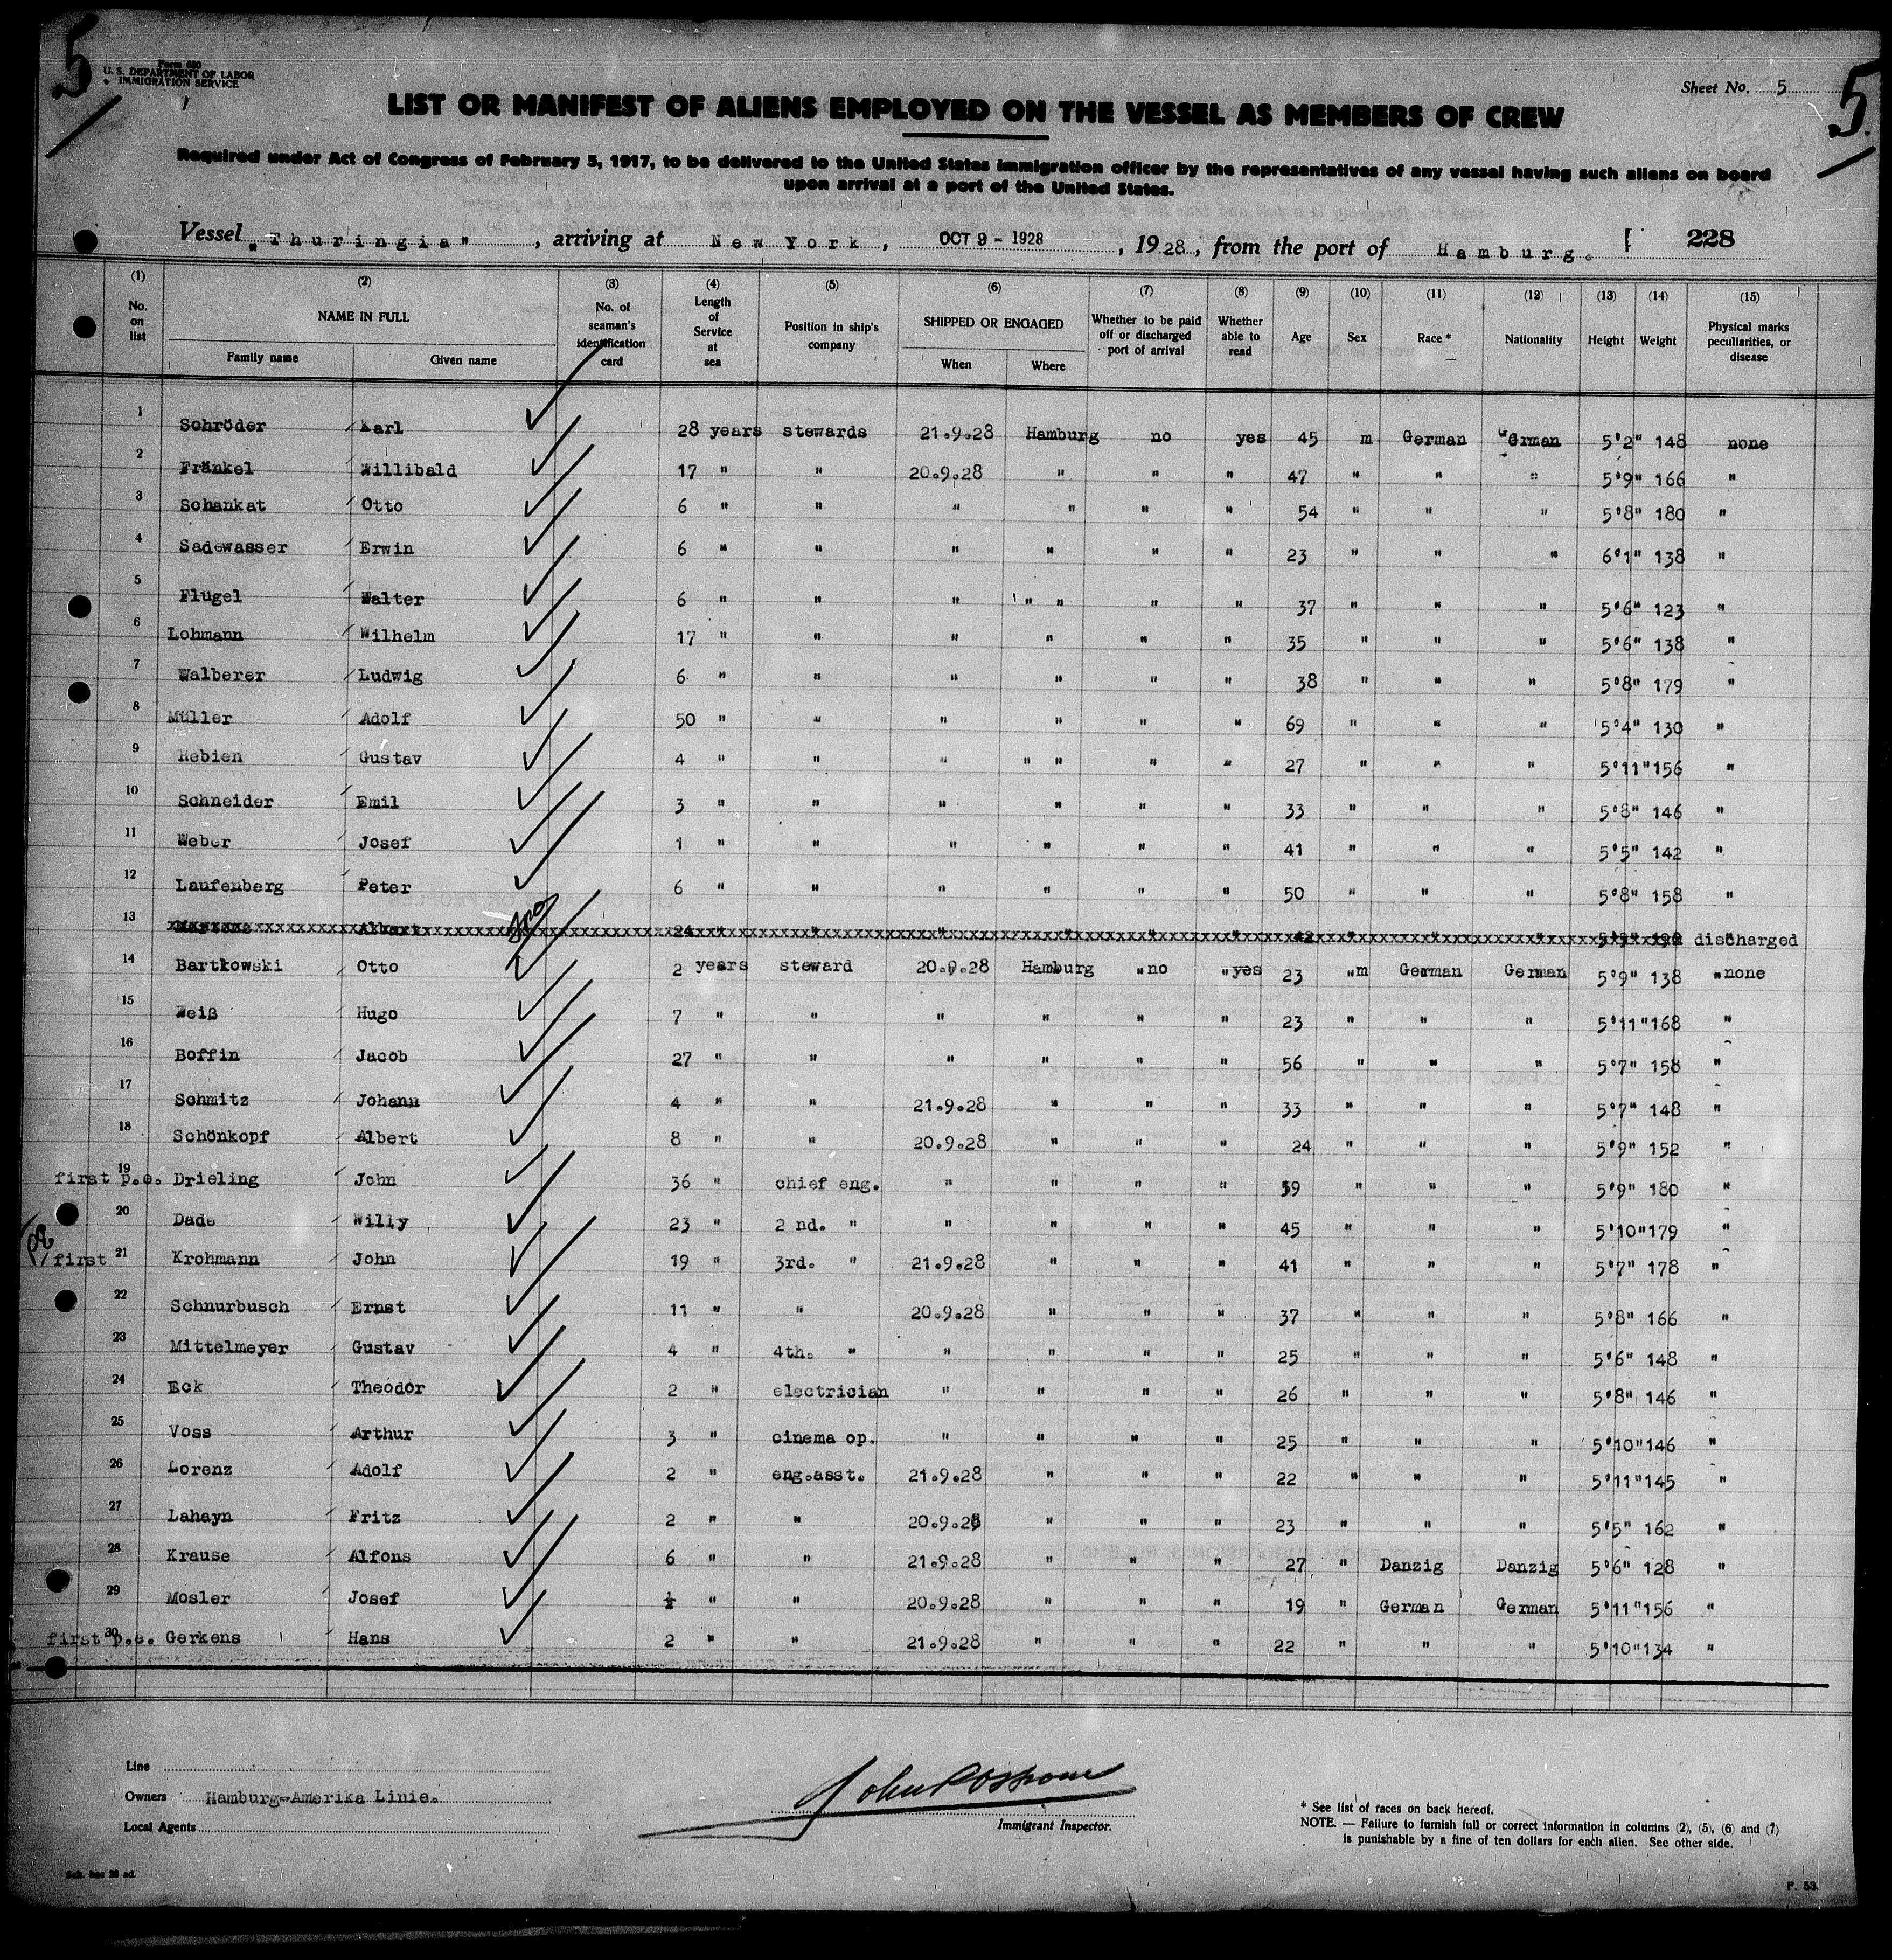 5
Form 680
U. S. DEPARTMENT OF LABOR
IMMIGRATION SERVICE
Sheet No. 5
5.
LIST OR MANIFEST OF ALIENS EMPLOYED ON THE VESSEL AS MEMBERS OF CREW
Required under Act of Congress of February 5, 1917, to be delivered to the United States immigration officer by the representatives of any vessel having such aliens on board
upon arrival at a port of the United States.
Vessel "Thuringia", arriving at New York, OCT 9 - 1928, 1928, from the port of Hamburg. 228
(1) (2) (3) (4) (5) (6) (7) (8) (9) (10) (11) (12) (13) (14) (15)
No. on list NAME IN FULL No. of seaman's identification card Length of Service at sea Position in ship's company SHIPPED OR ENGAGED Whether to be paid off or discharged port of arrival Whether able to read Age Sex Race * Nationality Height Weight Physical marks peculiarities, or disease
Family name Given name When Where
1 Schröder Karl 28 years stewards 21.9.28 Hamburg no yes 45 m German Grman 5'2" 148 none
2 Fränkel Willibald 17 " " 20.9.28 " " " 47 " " " 5'9" 166 "
3 Schankat Otto 6 " " " " " " 54 " " " 5'8" 180 "
4 Sadewasser Erwin 6 " " " " " " 23 " " " 6'1" 138 "
5 Flugel Walter 6 " " " " " " " 37 " " " 5'6" 123 "
6 Lohmann Wilhelm 17 " " " " " " 35 " " " 5'6" 138 "
7 Walberer Ludwig 6 " " " " " " 38 " " " 5'8" 179 "
8 Müller Adolf 50 " " " " " " 69 " " " 5'4" 130 "
9 Rebien Gustav 4 " " " " " " " 27 " " " 5'11" 156 "
10 Schneider Emil 3 " " " " " " 33 " " " 5'8" 146 "
11 Weber Josef 1 " " " " " " 41 " " " 5'5" 142 "
12 Laufenberg Peter 6 " " " " " " 50 " " " 5'8" 158 "
13 24 " " " " " " 42 " " " discharged
14 Bartkowski Otto 2 years steward 20.9.28 Hamburg "no "yes 23 "m German German 5'9" 138 "none
15 Weiß Hugo 7 " " " " " " 23 " " " 5'11" 168 "
16 Boffin Jacob 27 " " " " " " 56 " " " 5'7" 158 "
17 Schmitz Johann 4 " " 21.9.28 " " " 33 " " " 5'7" 148 "
18 Schönkopf Albert 8 " " 20.9.28 " " " 24 " " " 5'9" 152 "
first p.e. 19 Drieling John 36 " chief eng. " " " " 59 " " " 5'9" 180 "
20 Dade Willy 23 " 2 nd. " " " " " 45 " " " 5'10" 179 "
pe first 21 Krohmann John 19 " 3rd. " 21.9.28 " " " 41 " " " 5'7" 178 "
22 Schnurbusch Ernst 11 " " 20.9.28 " " " 37 " " " 5'8" 166 "
23 Mittelmeyer Gustav 4 " 4th. " " " " " 25 " " " 5'6" 148 "
24 Eck Theodor 2 " electrician " " " " 26 " " " 5'8" 146 "
25 Voss Arthur 3 " cinema op. " " " " 25 " " " 5'10" 146 "
26 Lorenz Adolf 2 " eng.asst. 21.9.28 " " " 22 " " " 5'11" 145 "
27 Lahayn Fritz 2 " " 20.9.28 " " " 23 " " " 5'5" 162 "
28 Krause Alfons 6 " " 21.9.28 " " " 27 " Danzig Danzig 5'6" 128 "
29 Mosler Josef ½ " " 20.9.28 " " " 19 " German German 5'11" 156 "
first p.e. 30 Gerkens Hans 2 " " 21.9.28 " " " 22 " " " 5'10" 134 "
Line
Owners Hamburg-Amerika Linie.
Local Agents
Immigrant Inspector.
* See list of races on back hereof.
NOTE. — Failure to furnish full or correct information in columns (2), (5), (6) and (7)
is punishable by a fine of ten dollars for each alien. See other side.
F. 53.